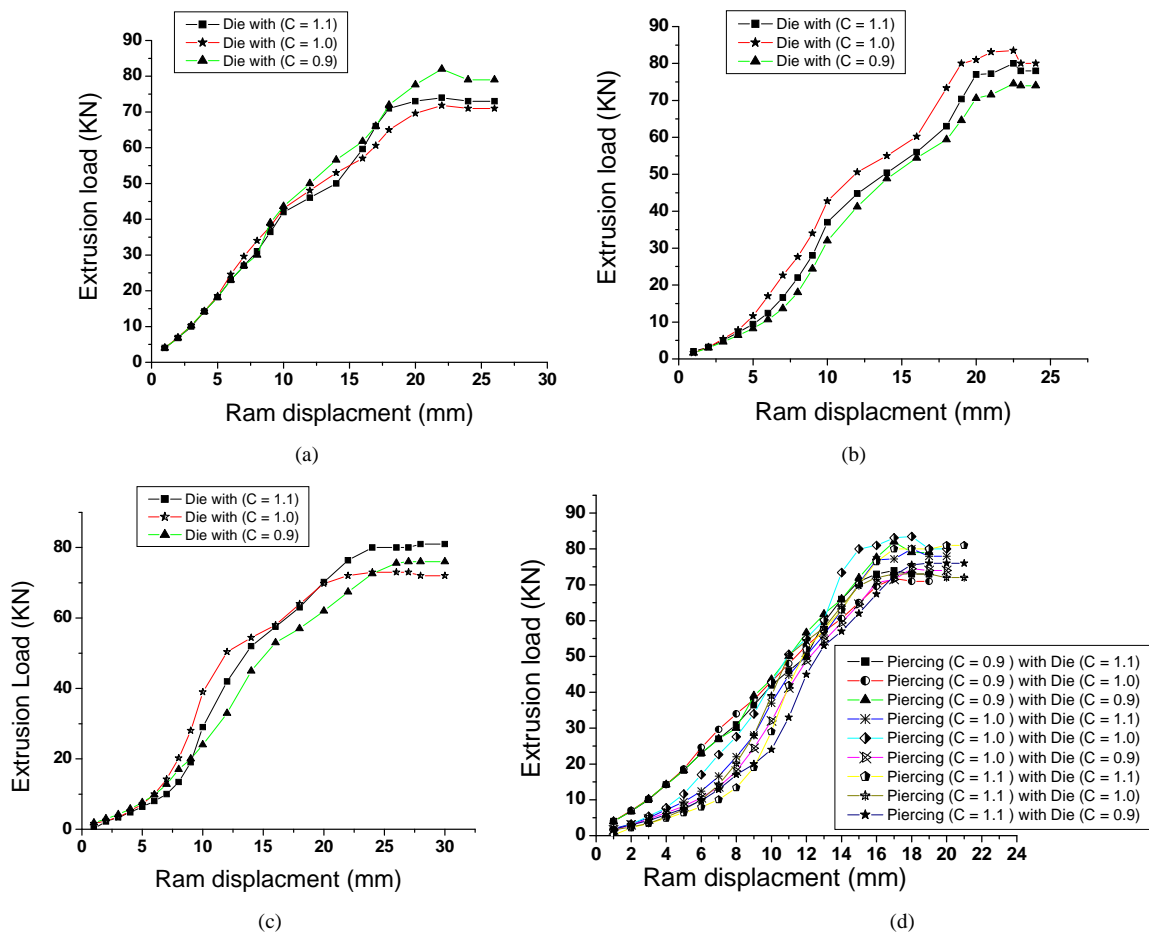 Die with (C = 1.1)
Die with (C = 1.0)
Die with (C = 0.9)
90
80
70
60
50
40
30
20
10
0
Extrusion load (KN)
0 5 10 15 20 25 30
Ram displacment (mm)
(a)
Die with (C = 1.1)
Die with (C = 1.0)
Die with (C = 0.9)
90
80
70
60
50
40
30
20
10
0
Extrusion load (KN)
0 5 10 15 20 25
Ram displacment (mm)
(b)
Die with (C = 1.1)
Die with (C = 1.0)
Die with (C = 0.9)
80
60
40
20
0
Extrusion Load (KN)
0 5 10 15 20 25 30
Ram displacment (mm)
(c)
90
80
70
60
50
40
30
20
10
0
Extrusion load (KN)
Piercing (C = 0.9 ) with Die (C = 1.1)
Piercing (C = 0.9 ) with Die (C = 1.0)
Piercing (C = 0.9 ) with Die (C = 0.9)
Piercing (C = 1.0 ) with Die (C = 1.1)
Piercing (C = 1.0 ) with Die (C = 1.0)
Piercing (C = 1.0 ) with Die (C = 0.9)
Piercing (C = 1.1 ) with Die (C = 1.1)
Piercing (C = 1.1 ) with Die (C = 1.0)
Piercing (C = 1.1 ) with Die (C = 0.9)
0 2 4 6 8 10 12 14 16 18 20 22 24
Ram displacment (mm)
(d)